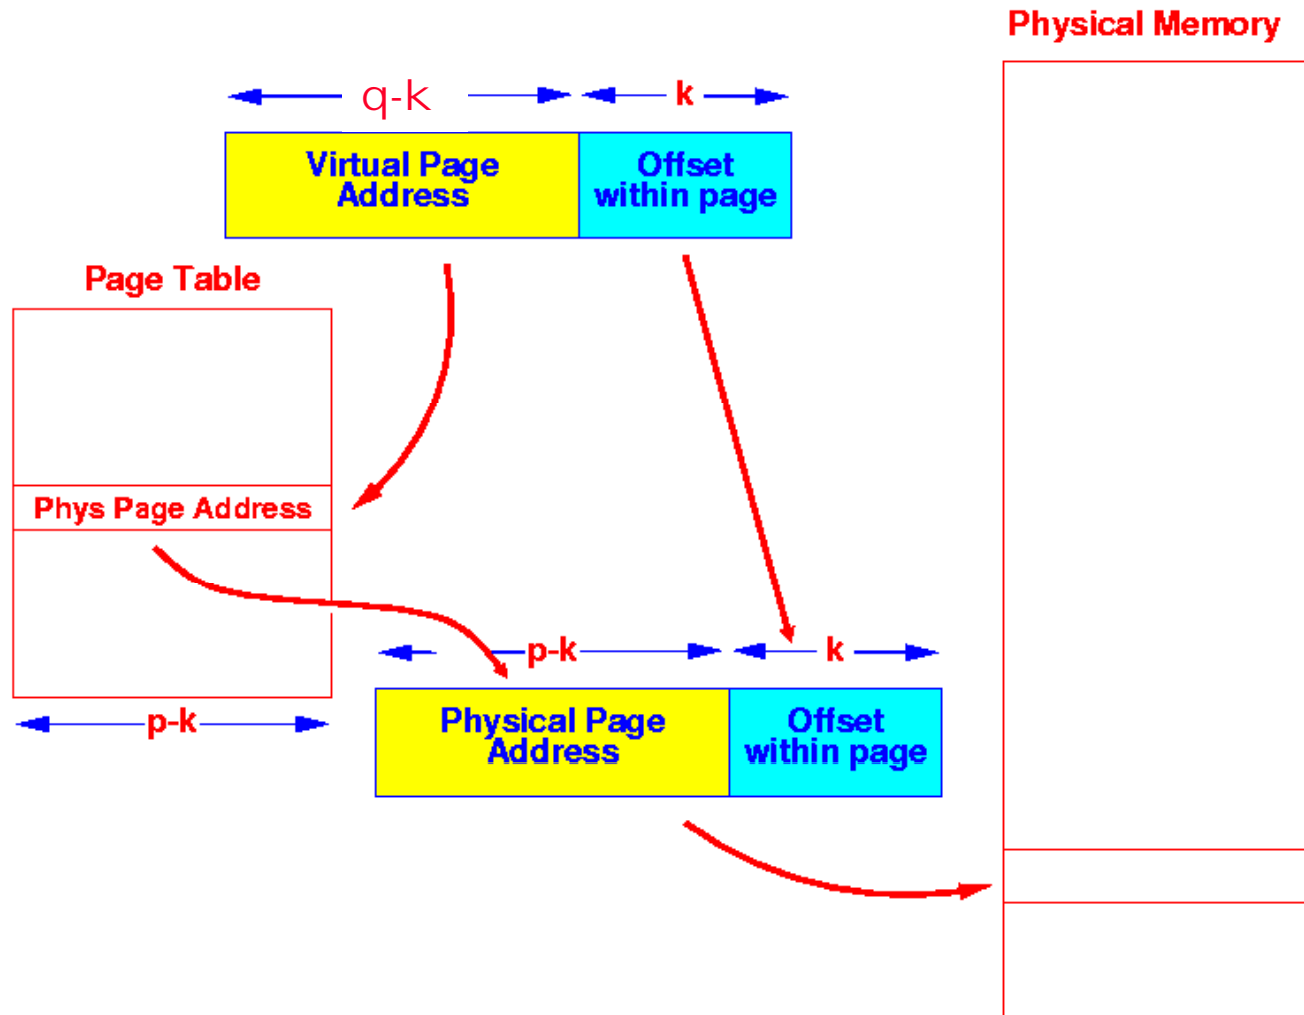 Physical Memory
q-k
k
Virtual Page
Address
Offset
within page
Page Table
Phys Page Address
p-k
k
p-k
Physical Page
Address
Offset
within page